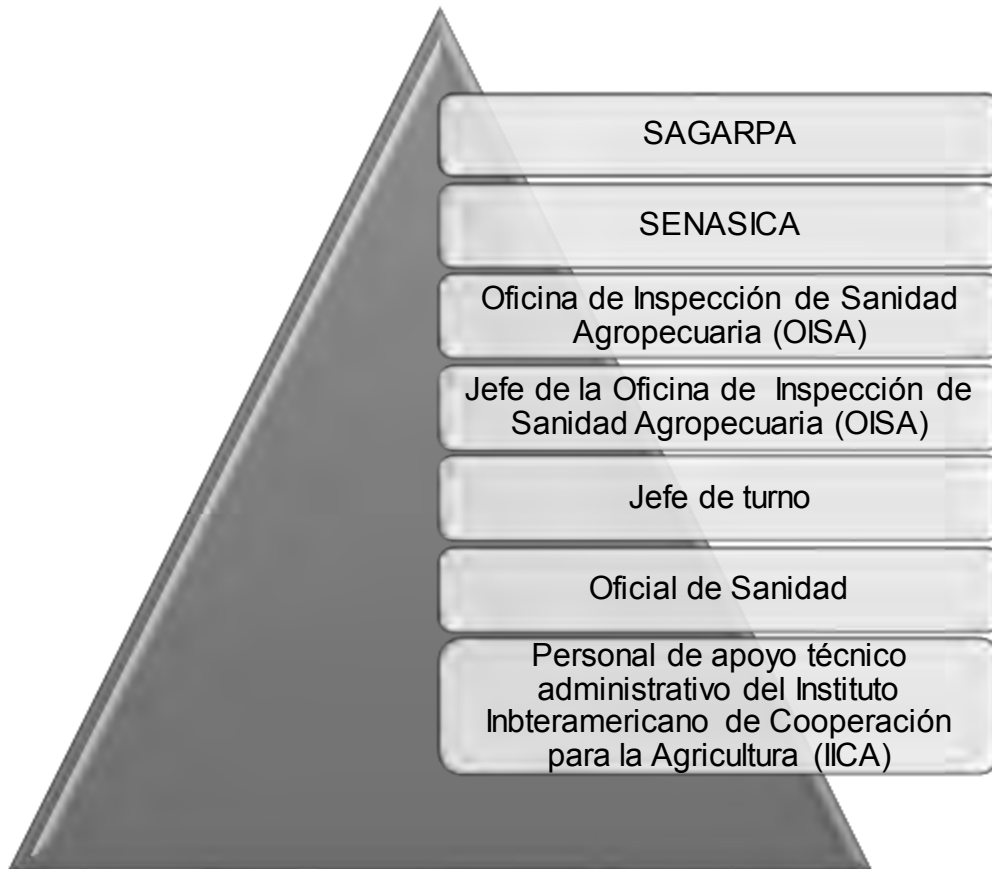 SAGARPA
SENASICA
Oficina de Inspección de Sanidad
Agropecuaria (OISA)
Jefe de la Oficina de Inspección de
Sanidad Agropecuaria (OISA)
Jefe de turno
Oficial de Sanidad
Personal de apoyo técnico
administrativo del Instituto
Inbteramericano de Cooperación
para la Agricultura (IICA)